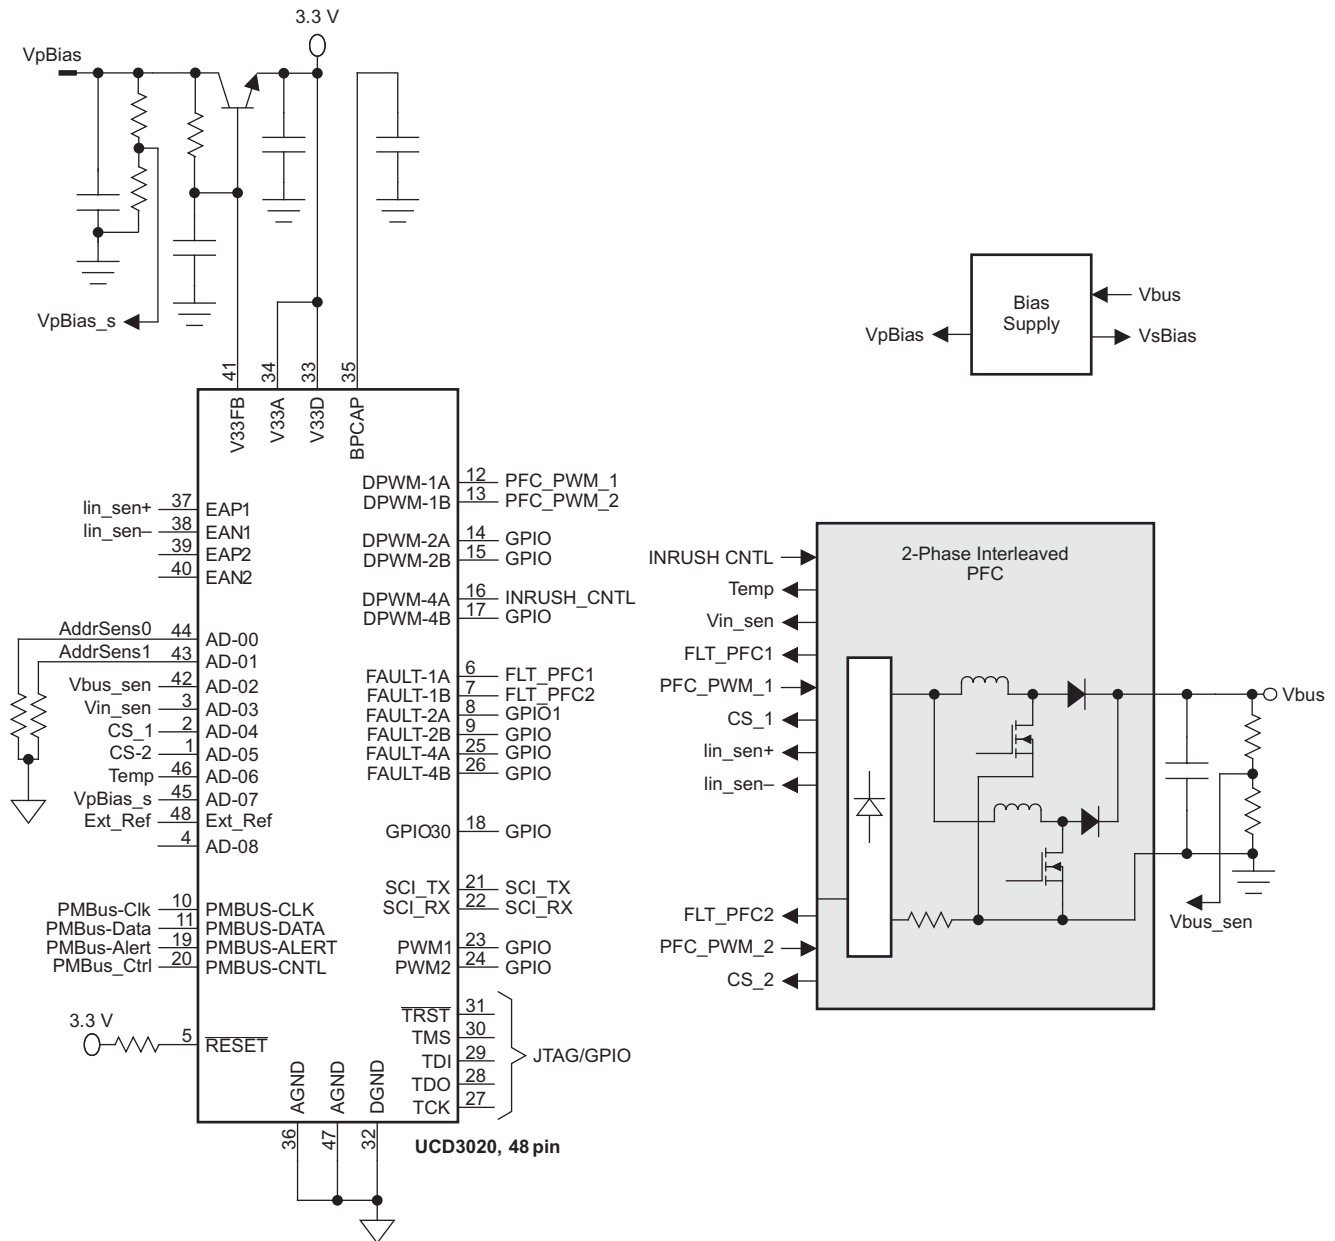 3.3 V
VpBias
VpBias_s
41
34
33
35
V33FB
V33A
V33D
BPCAP
lin_sen+ 37 EAP1
lin_sen– 38 EAN1
39 EAP2
40 EAN2
AddrSens0 44 AD-00
AddrSens1 43 AD-01
Vbus_sen 42 AD-02
Vin_sen 3 AD-03
CS_1 2 AD-04
CS-2 1 AD-05
Temp 46 AD-06
VpBias_s 45 AD-07
Ext_Ref 48 Ext_Ref
4 AD-08
PMBus-Clk 10 PMBUS-CLK
PMBus-Data 11 PMBUS-DATA
PMBus-Alert 19 PMBUS-ALERT
PMBus_Ctrl 20 PMBUS-CNTL
3.3 V
5 RESET
DPWM-1A 12 PFC_PWM_1
DPWM-1B 13 PFC_PWM_2
DPWM-2A 14 GPIO
DPWM-2B 15 GPIO
DPWM-4A 16 INRUSH_CNTL
DPWM-4B 17 GPIO
FAULT-1A 6 FLT_PFC1
FAULT-1B 7 FLT_PFC2
FAULT-2A 8 GPIO1
FAULT-2B 9 GPIO
FAULT-4A 25 GPIO
FAULT-4B 26 GPIO
GPIO30 18 GPIO
SCI_TX 21 SCI_TX
SCI_RX 22 SCI_RX
PWM1 23 GPIO
PWM2 24 GPIO
TRST 31
TMS 30
TDI 29
TDO 28
TCK 27
JTAG/GPIO
AGND
AGND
DGND
36
47
32
UCD3020, 48 pin
Bias
Supply
Vbus
VpBias
VsBias
2-Phase Interleaved
PFC
INRUSH CNTL
Temp
Vin_sen
FLT_PFC1
PFC_PWM_1
CS_1
lin_sen+
lin_sen–
FLT_PFC2
PFC_PWM_2
CS_2
Vbus
Vbus_sen